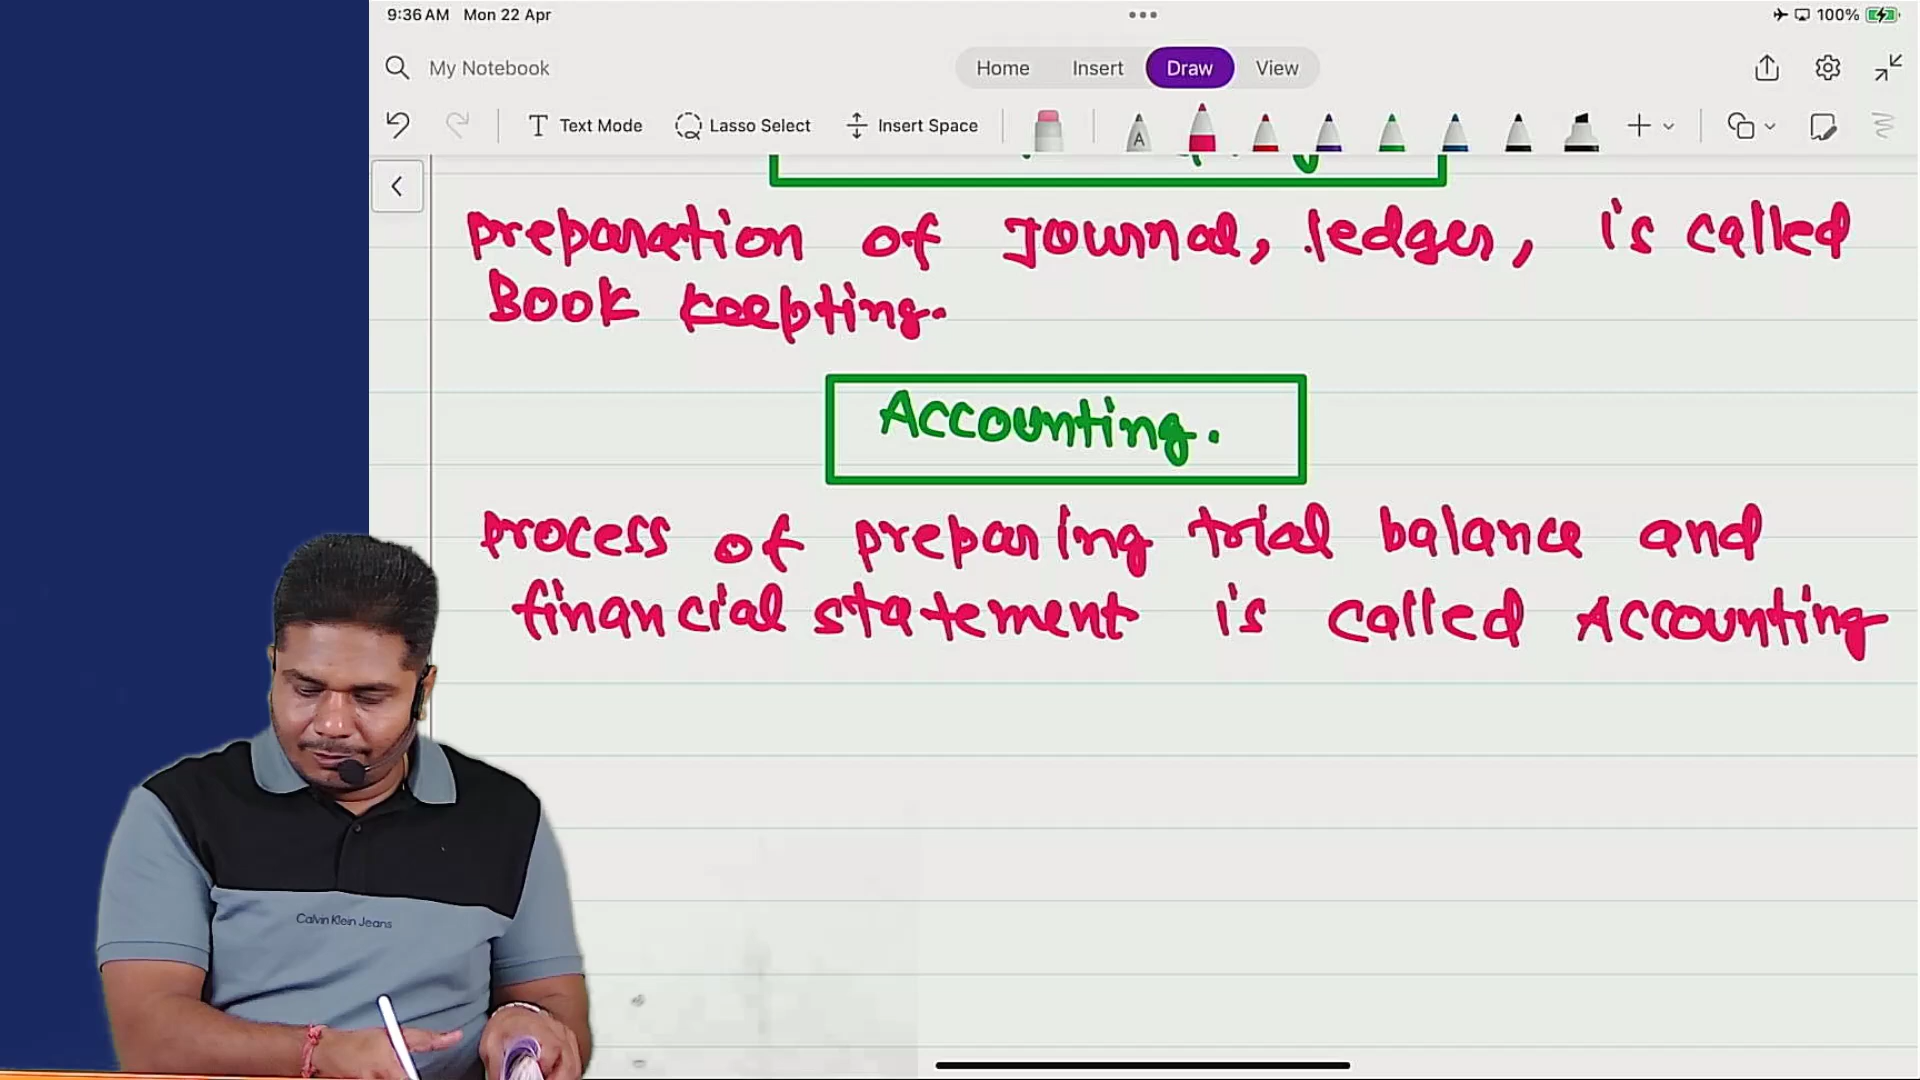 9:36 AM Mon 22 Apr
100%
My Notebook
Home Insert Draw View
Text Mode Lasso Select Insert Space
A
preparation of Journal, ledger, is called
Book keepting.
Accounting.
process of preparing trial balance and
financial statement is called Accounting
Calvin Klein Jeans